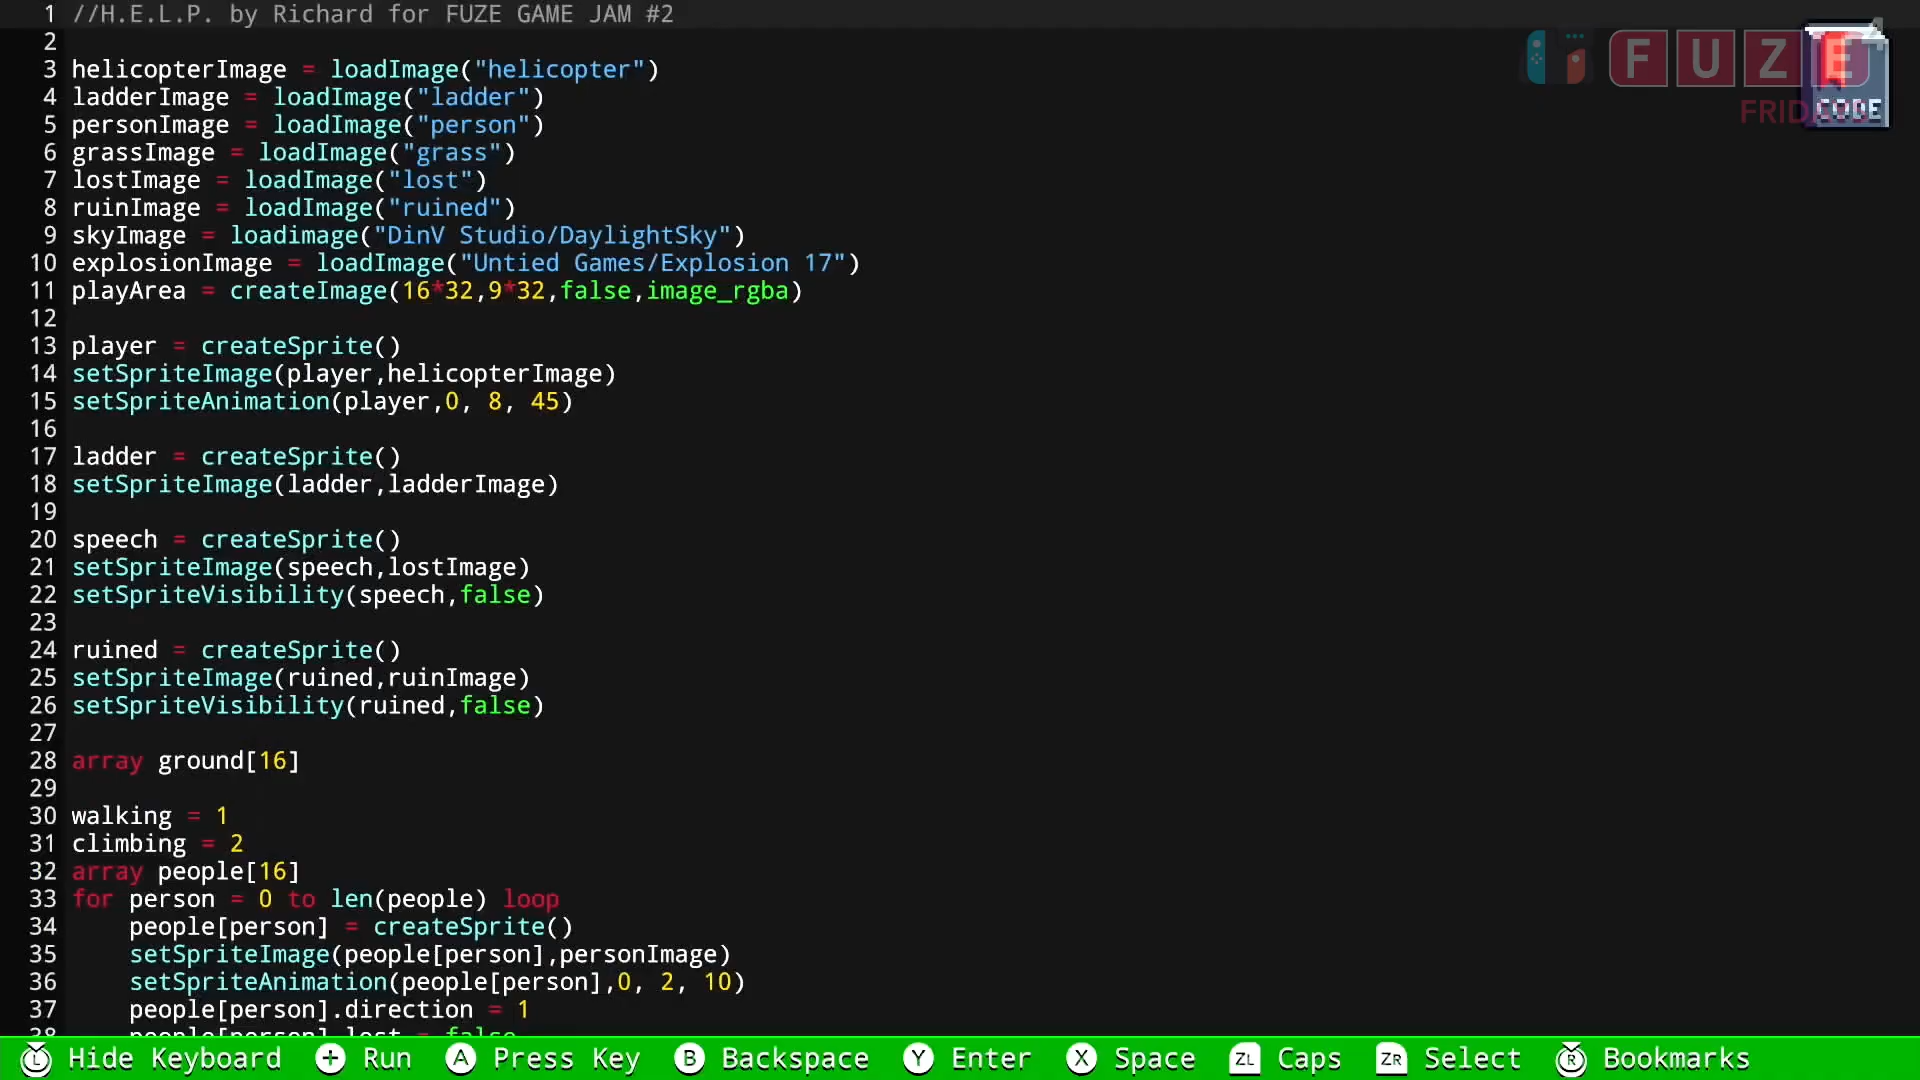 1 //H.E.L.P. by Richard for FUZE GAME JAM #2
2
3 helicopterImage = loadImage("helicopter")
4 ladderImage = loadImage("ladder")
5 personImage = loadImage("person")
6 grassImage = loadImage("grass")
7 lostImage = loadImage("lost")
8 ruinImage = loadImage("ruined")
9 skyImage = loadimage("DinV Studio/DaylightSky")
10 explosionImage = loadImage("Untied Games/Explosion 17")
11 playArea = createImage(16*32,9*32,false,image_rgba)
12
13 player = createSprite()
14 setSpriteImage(player,helicopterImage)
15 setSpriteAnimation(player,0, 8, 45)
16
17 ladder = createSprite()
18 setSpriteImage(ladder,ladderImage)
19
20 speech = createSprite()
21 setSpriteImage(speech,lostImage)
22 setSpriteVisibility(speech,false)
23
24 ruined = createSprite()
25 setSpriteImage(ruined,ruinImage)
26 setSpriteVisibility(ruined,false)
27
28 array ground[16]
29
30 walking = 1
31 climbing = 2
32 array people[16]
33 for person = 0 to len(people) loop
34 people[person] = createSprite()
35 setSpriteImage(people[person],personImage)
36 setSpriteAnimation(people[person],0, 2, 10)
37 people[person].direction = 1
38 people[person].lost = false
FUZE
CODE
L Hide Keyboard + Run A Press Key B Backspace Y Enter X Space ZL Caps ZR Select R Bookmarks